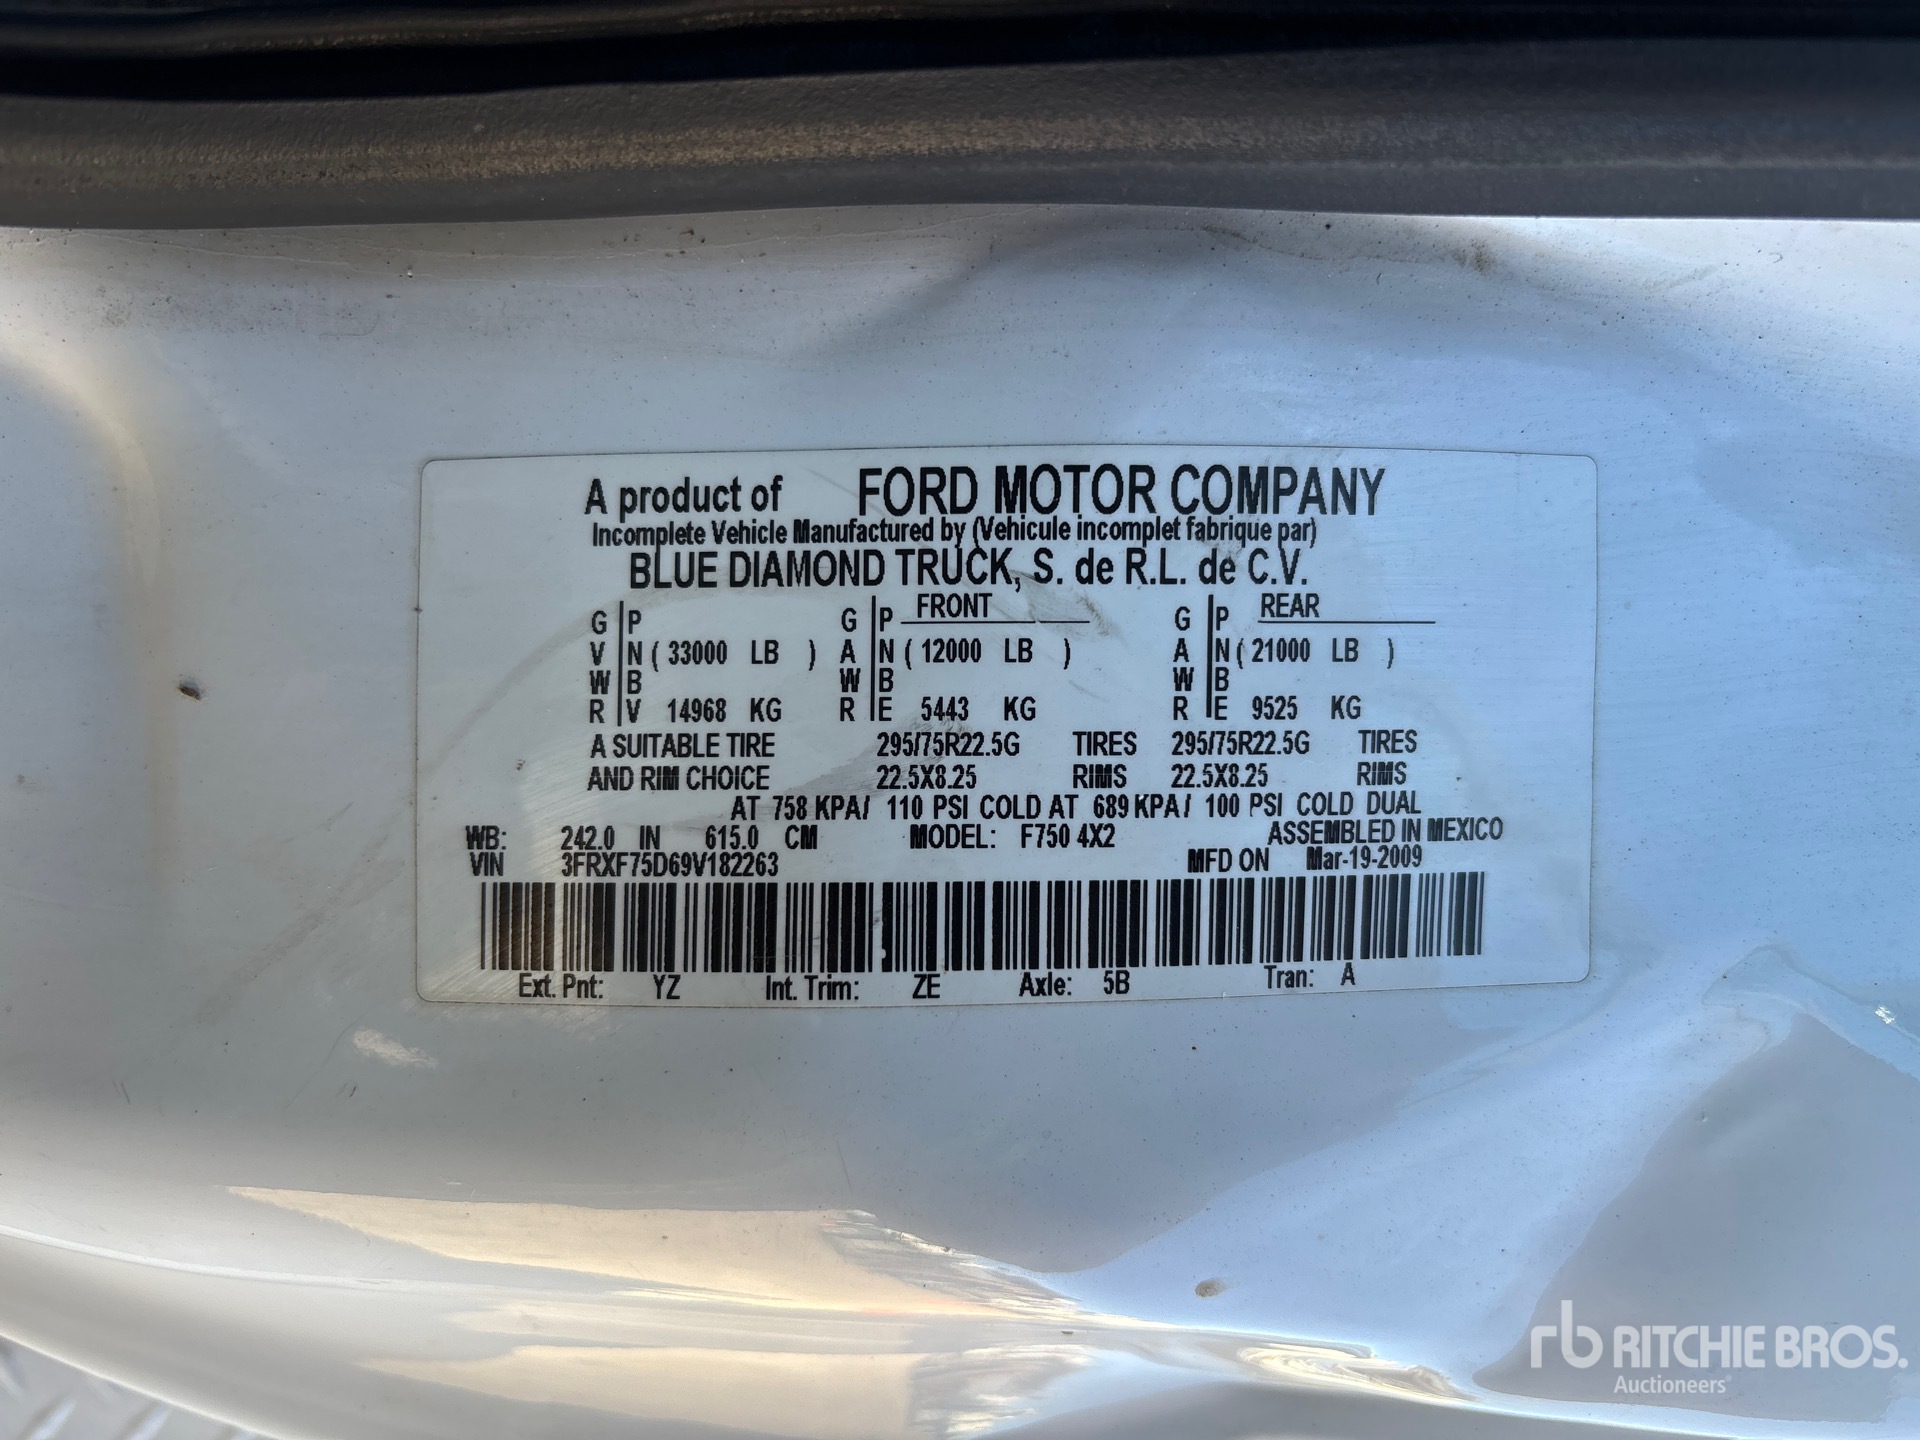 A product of FORD MOTOR COMPANY
Incomplete Vehicle Manufactured by (Vehicule incomplet fabrique par)
BLUE DIAMOND TRUCK, S. de R.L. de C.V.
G P G P FRONT G P REAR
V N ( 33000 LB ) A N ( 12000 LB ) A N ( 21000 LB )
W B W B W B
R V 14968 KG R E 5443 KG R E 9525 KG
A SUITABLE TIRE 295/75R22.5G TIRES 295/75R22.5G TIRES
AND RIM CHOICE 22.5X8.25 RIMS 22.5X8.25 RIMS
AT 758 KPA/ 110 PSI COLD AT 689 KPA/ 100 PSI COLD DUAL
WB: 242.0 IN 615.0 CM MODEL: F750 4X2 ASSEMBLED IN MEXICO
VIN 3FRXF75D69V182263 MFD ON Mar-19-2009
Ext. Pnt: YZ Int. Trim: ZE Axle: 5B Tran: A
rb RITCHIE BROS.
Auctioneers